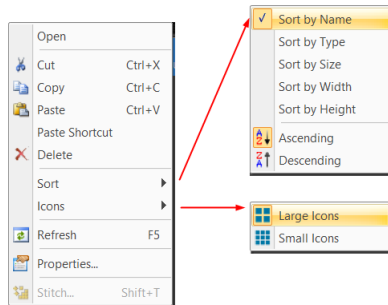 Open
Cut Ctrl+X
Copy Ctrl+C
Paste Ctrl+V
Paste Shortcut
Delete
Sort
Icons
Refresh F5
Properties...
Stitch... Shift+T
Sort by Name
Sort by Type
Sort by Size
Sort by Width
Sort by Height
Ascending
Descending
Large Icons
Small Icons